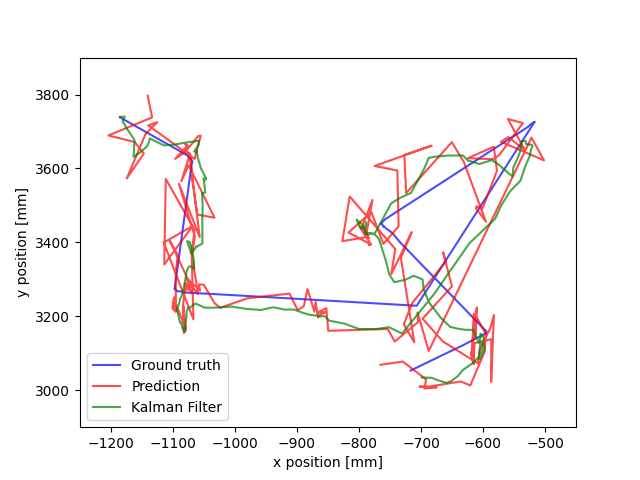 3800
3600
3400
3200
3000
y position [mm]
Ground truth
Prediction
Kalman Filter
−1200 −1100 −1000 −900 −800 −700 −600 −500
x position [mm]